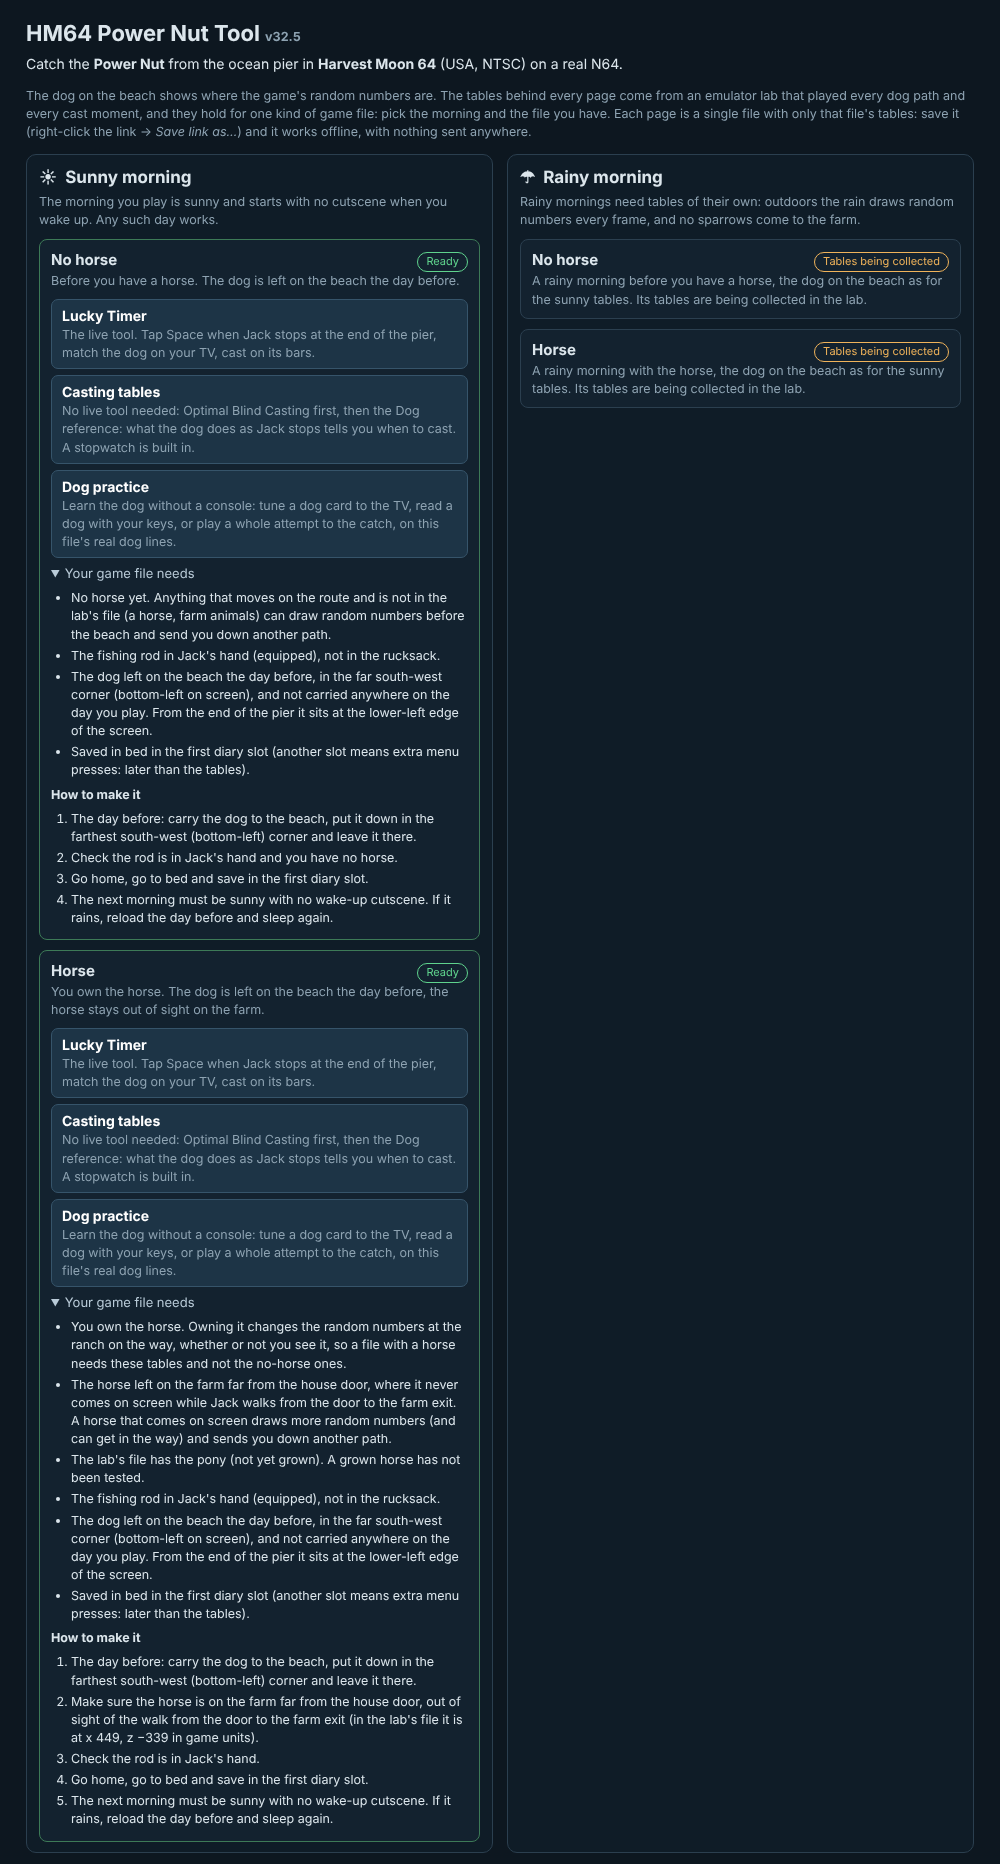 HM64 Power Nut Tool v32.5
Catch the Power Nut from the ocean pier in Harvest Moon 64 (USA, NTSC) on a real N64.
The dog on the beach shows where the game's random numbers are. The tables behind every page come from an emulator lab that played every dog path and
every cast moment, and they hold for one kind of game file: pick the morning and the file you have. Each page is a single file with only that file's tables: save it
(right-click the link → Save link as...) and it works offline, with nothing sent anywhere.
☀ Sunny morning
The morning you play is sunny and starts with no cutscene when you
wake up. Any such day works.
No horse
Ready
Before you have a horse. The dog is left on the beach the day before.
Lucky Timer
The live tool. Tap Space when Jack stops at the end of the pier,
match the dog on your TV, cast on its bars.
Casting tables
No live tool needed: Optimal Blind Casting first, then the Dog
reference: what the dog does as Jack stops tells you when to cast.
A stopwatch is built in.
Dog practice
Learn the dog without a console: tune a dog card to the TV, read a
dog with your keys, or play a whole attempt to the catch, on this
file's real dog lines.
▼ Your game file needs
• No horse yet. Anything that moves on the route and is not in the
lab's file (a horse, farm animals) can draw random numbers before
the beach and send you down another path.
• The fishing rod in Jack's hand (equipped), not in the rucksack.
• The dog left on the beach the day before, in the far south-west
corner (bottom-left on screen), and not carried anywhere on the
day you play. From the end of the pier it sits at the lower-left edge
of the screen.
• Saved in bed in the first diary slot (another slot means extra menu
presses: later than the tables).
How to make it
1. The day before: carry the dog to the beach, put it down in the
farthest south-west (bottom-left) corner and leave it there.
2. Check the rod is in Jack's hand and you have no horse.
3. Go home, go to bed and save in the first diary slot.
4. The next morning must be sunny with no wake-up cutscene. If it
rains, reload the day before and sleep again.
Horse
Ready
You own the horse. The dog is left on the beach the day before, the
horse stays out of sight on the farm.
Lucky Timer
The live tool. Tap Space when Jack stops at the end of the pier,
match the dog on your TV, cast on its bars.
Casting tables
No live tool needed: Optimal Blind Casting first, then the Dog
reference: what the dog does as Jack stops tells you when to cast.
A stopwatch is built in.
Dog practice
Learn the dog without a console: tune a dog card to the TV, read a
dog with your keys, or play a whole attempt to the catch, on this
file's real dog lines.
▼ Your game file needs
• You own the horse. Owning it changes the random numbers at the
ranch on the way, whether or not you see it, so a file with a horse
needs these tables and not the no-horse ones.
• The horse left on the farm far from the house door, where it never
comes on screen while Jack walks from the door to the farm exit.
A horse that comes on screen draws more random numbers (and
can get in the way) and sends you down another path.
• The lab's file has the pony (not yet grown). A grown horse has not
been tested.
• The fishing rod in Jack's hand (equipped), not in the rucksack.
• The dog left on the beach the day before, in the far south-west
corner (bottom-left on screen), and not carried anywhere on the
day you play. From the end of the pier it sits at the lower-left edge
of the screen.
• Saved in bed in the first diary slot (another slot means extra menu
presses: later than the tables).
How to make it
1. The day before: carry the dog to the beach, put it down in the
farthest south-west (bottom-left) corner and leave it there.
2. Make sure the horse is on the farm far from the house door, out of
sight of the walk from the door to the farm exit (in the lab's file it is
at x 449, z −339 in game units).
3. Check the rod is in Jack's hand.
4. Go home, go to bed and save in the first diary slot.
5. The next morning must be sunny with no wake-up cutscene. If it
rains, reload the day before and sleep again.
☂ Rainy morning
Rainy mornings need tables of their own: outdoors the rain draws random
numbers every frame, and no sparrows come to the farm.
No horse
Tables being collected
A rainy morning before you have a horse, the dog on the beach as for
the sunny tables. Its tables are being collected in the lab.
Horse
Tables being collected
A rainy morning with the horse, the dog on the beach as for the sunny
tables. Its tables are being collected in the lab.